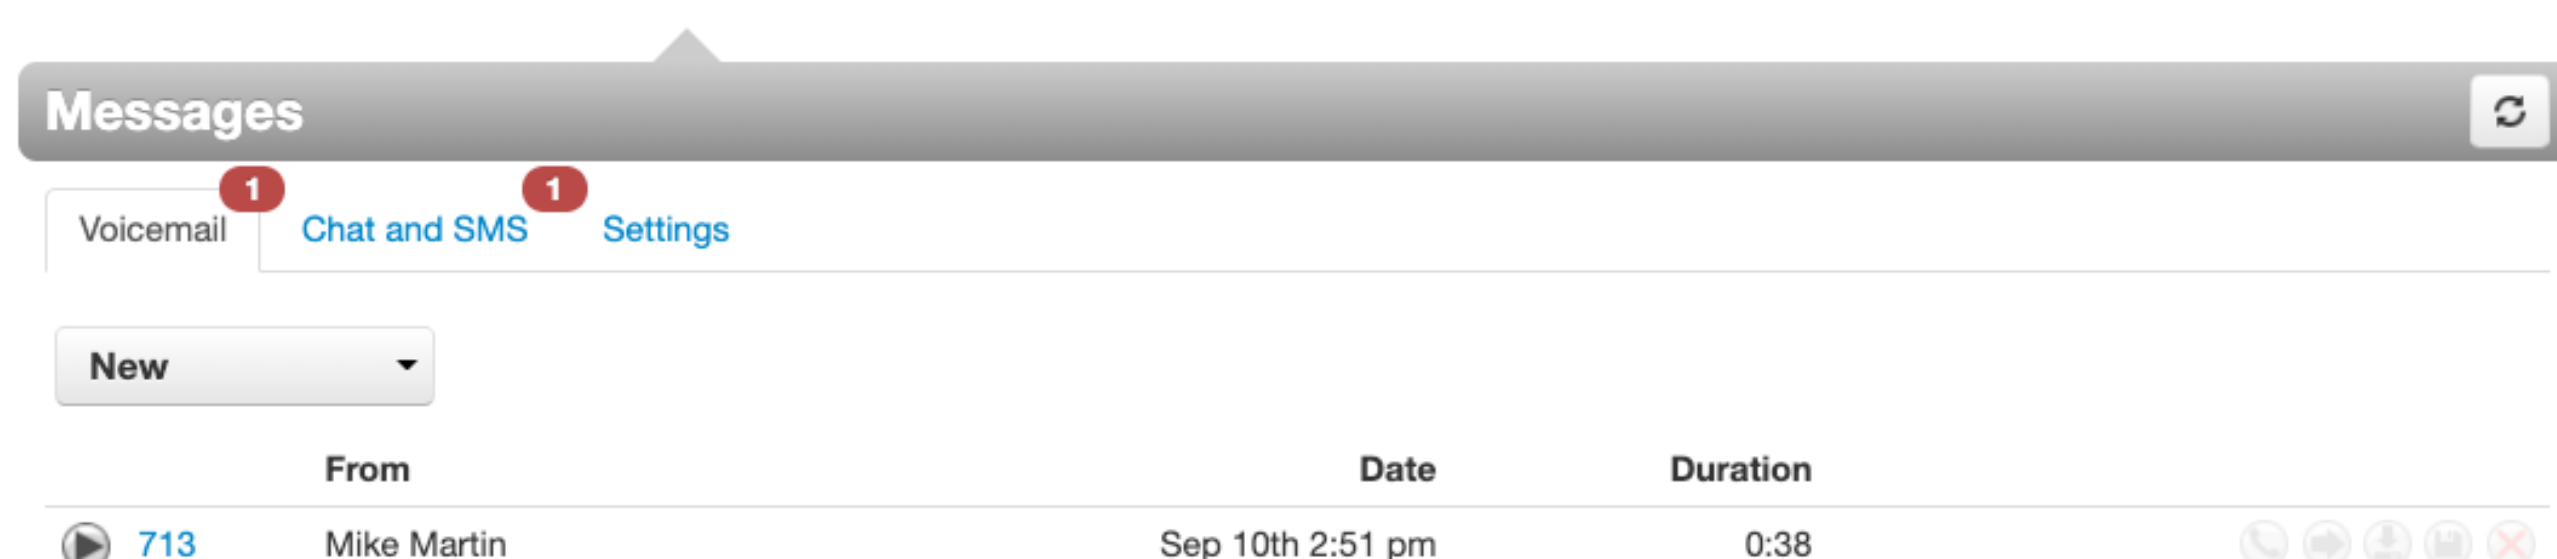 Messages
1 1
Voicemail Chat and SMS Settings
New
From Date Duration
713 Mike Martin Sep 10th 2:51 pm 0:38